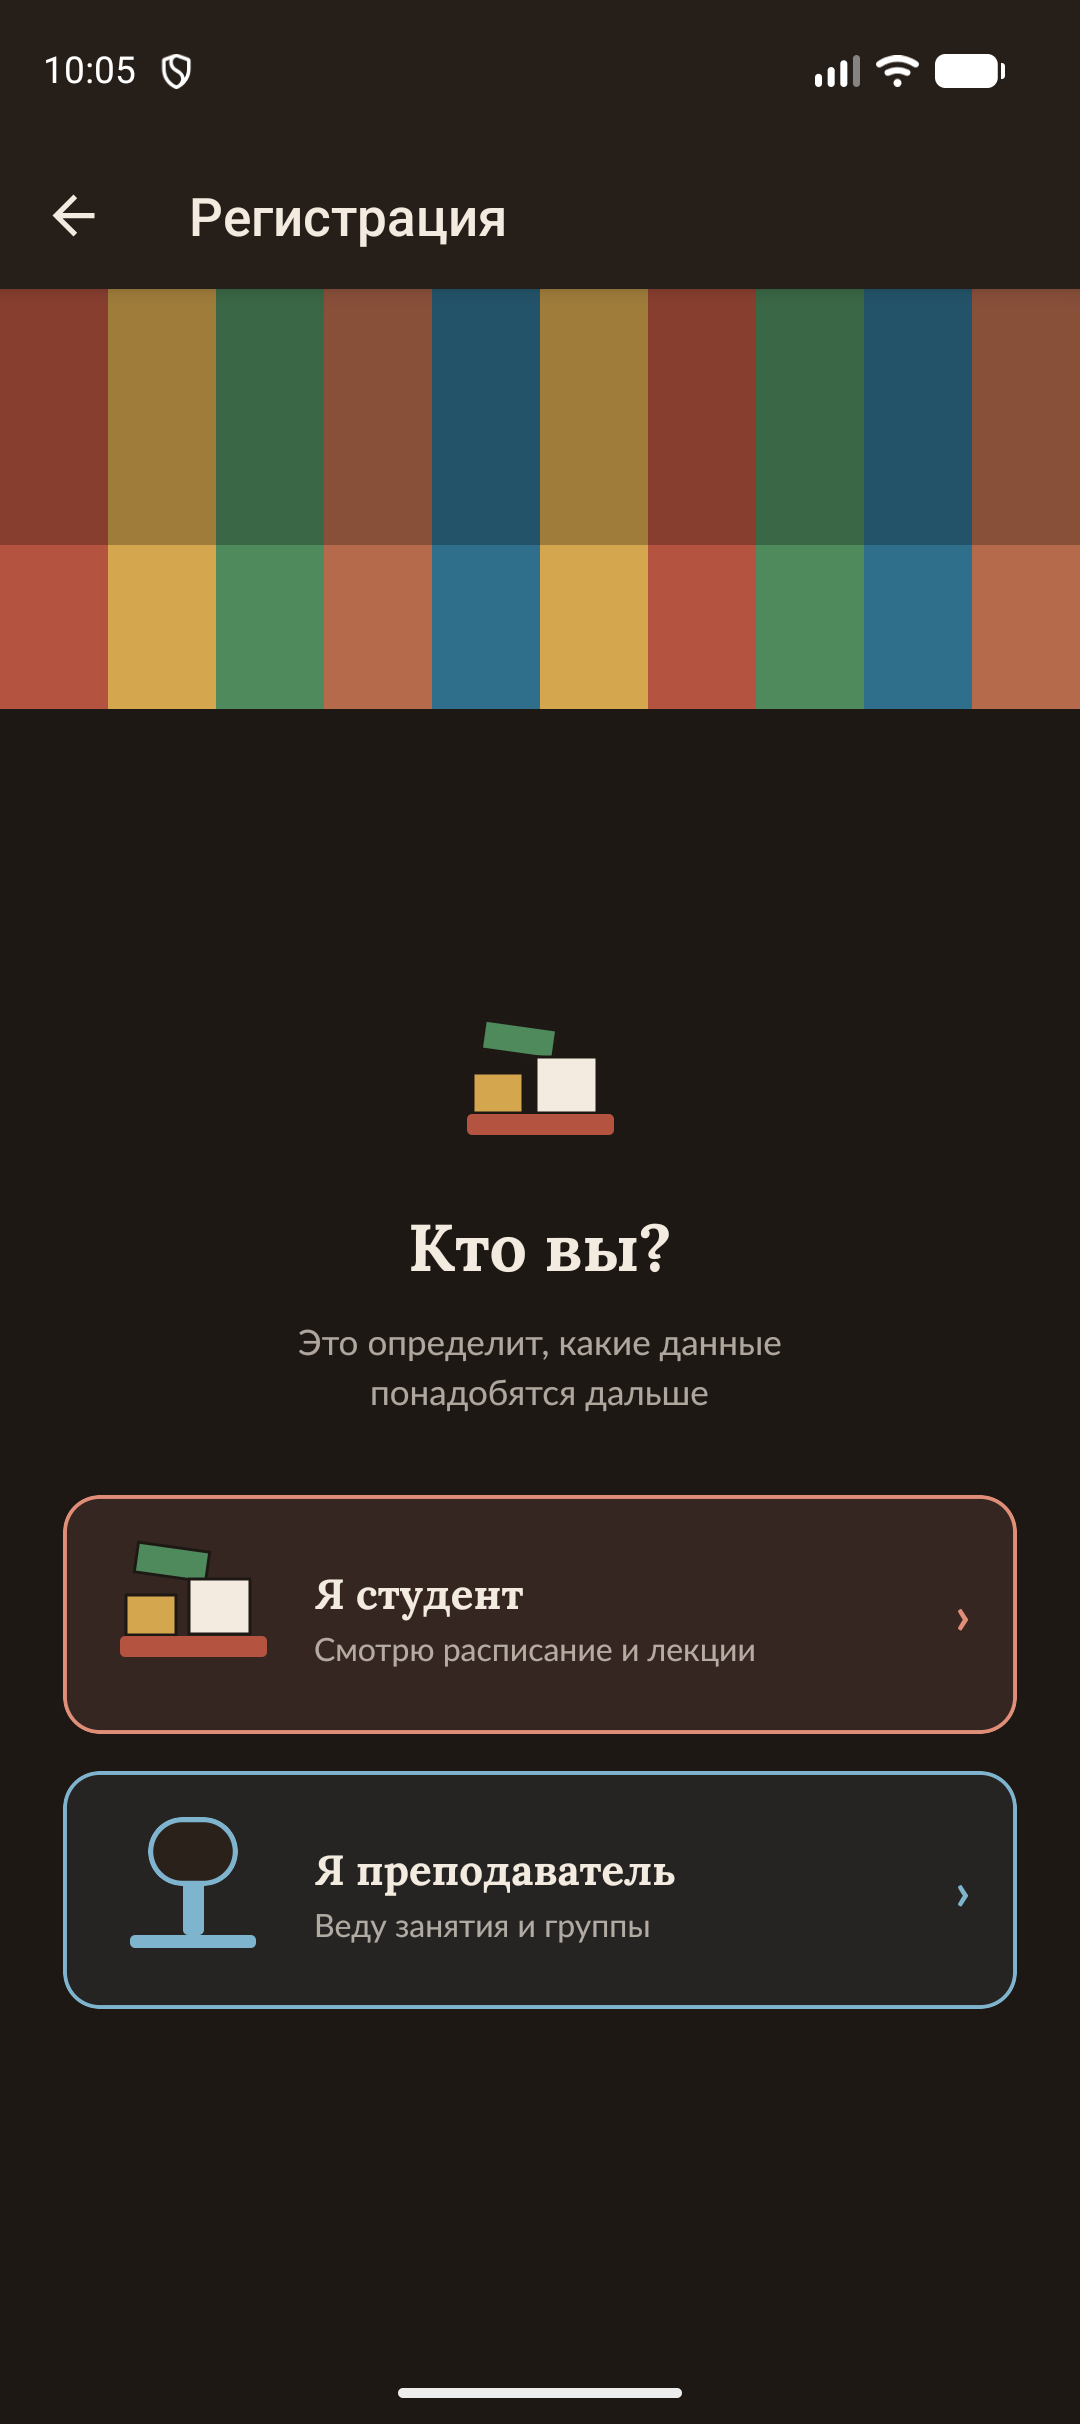 10:05
Регистрация
Кто вы?
Это определит, какие данные
понадобятся дальше
Я студент
Смотрю расписание и лекции
Я преподаватель
Веду занятия и группы